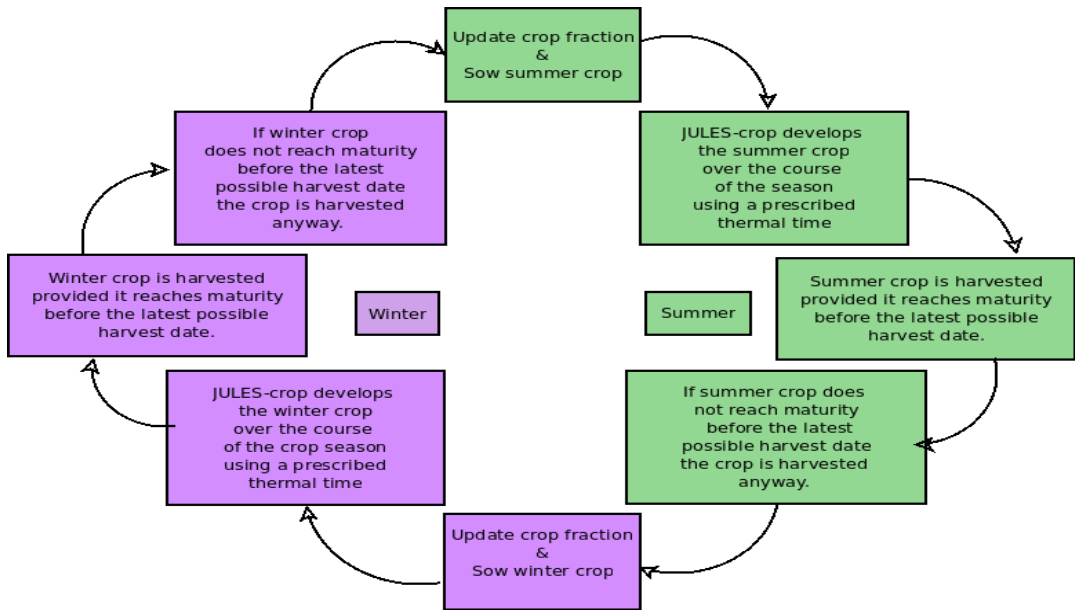 Update crop fraction
&
Sow summer crop
JULES-crop develops
the summer crop
over the course
of the season
using a prescribed
thermal time
Summer crop is harvested
provided it reaches maturity
before the latest possible
harvest date.
If summer crop does
not reach maturity
before the latest
possible harvest date
the crop is harvested
anyway.
Update crop fraction
&
Sow winter crop
JULES-crop develops
the winter crop
over the course
of the crop season
using a prescribed
thermal time
Winter crop is harvested
provided it reaches maturity
before the latest possible
harvest date.
If winter crop
does not reach maturity
before the latest
possible harvest date
the crop is harvested
anyway.
Winter
Summer